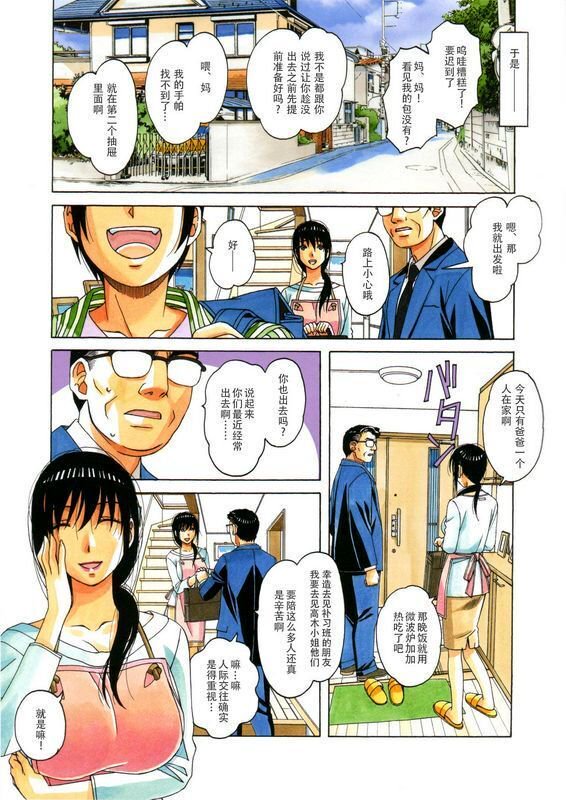 于是——
呜哇糟糕了！
要迟到了
妈、妈！
看见我的包没有？
我不是都跟你
说过让你趁没
出去之前先提
前准备好吗？
喂、妈
我的手帕
找不到了…
就在第二个抽屉
里面啊
嗯、那
我就出发啦
路上小心哦
好——
バタン
今天只有爸爸一个
人在家啊
你也出去吗？
说起来
你们最近经常
出去啊……
那晚饭就用
微波炉加加
热吃了吧
幸造去见补习班的朋友
我要去见高木小姐他们
要陪这么多人还真
是辛苦啊
嘛…嘛
人际交往确实
是得重视…
就是嘛！